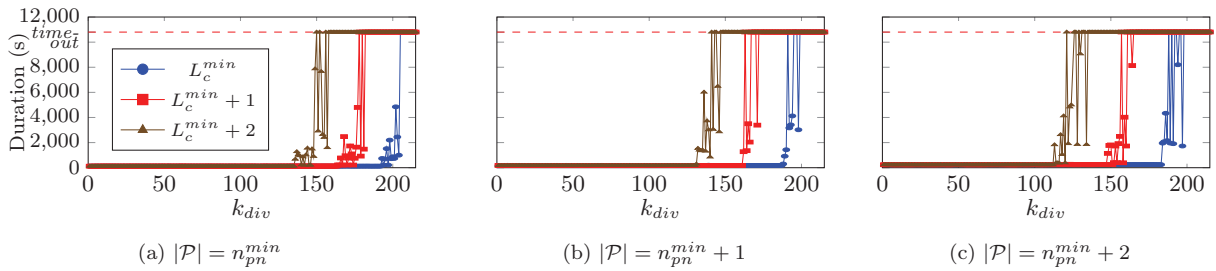 12,000
time-
out
8,000
6,000
4,000
2,000
0
Duration (s)
L_c^{min}
L_c^{min} + 1
L_c^{min} + 2
0 50 100 150 200
k_{div}
(a) |𝒫| = n_{pn}^{min}
0 50 100 150 200
k_{div}
(b) |𝒫| = n_{pn}^{min} + 1
0 50 100 150 200
k_{div}
(c) |𝒫| = n_{pn}^{min} + 2